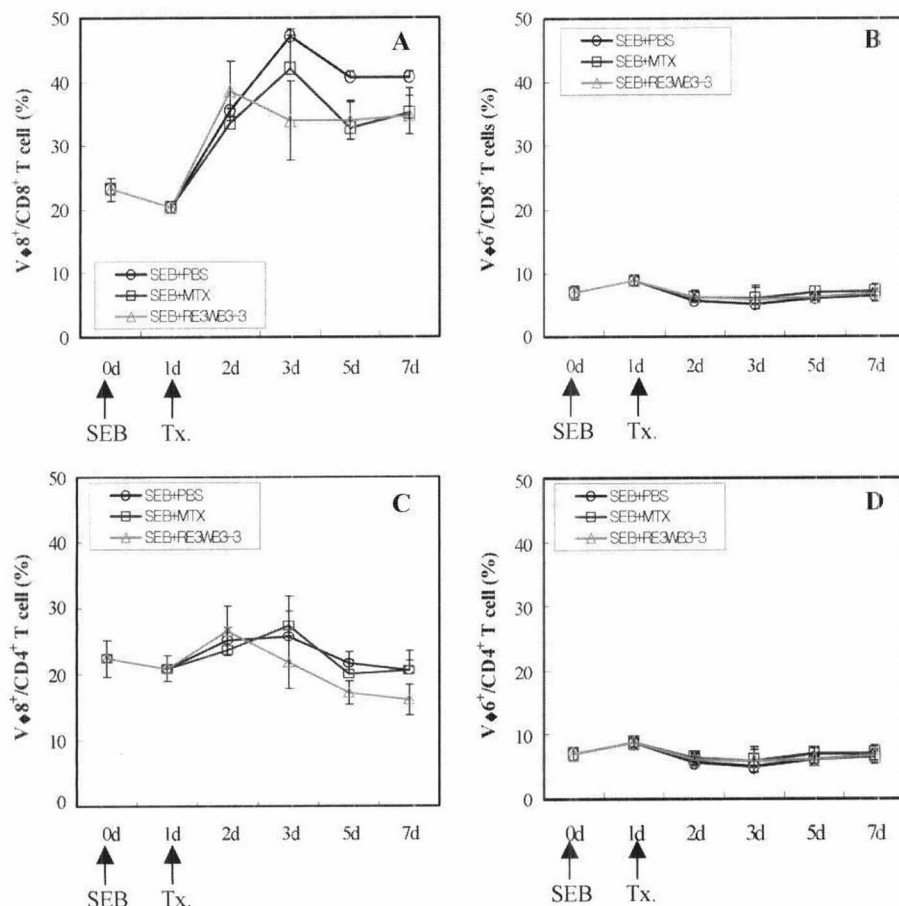 A
V♦8⁺/CD8⁺ T cell (%)
50
40
30
20
10
0
SEB+PBS
SEB+MTX
SEB+RE3WB3-3
0d 1d 2d 3d 5d 7d
SEB Tx.
B
V♦6⁺/CD8⁺ T cells (%)
50
40
30
20
10
0
SEB+PBS
SEB+MTX
SEB+RE3WB3-3
0d 1d 2d 3d 5d 7d
SEB Tx.
C
V♦8⁺/CD4⁺ T cell (%)
50
40
30
20
10
0
SEB+PBS
SEB+MTX
SEB+RE3WB3-3
0d 1d 2d 3d 5d 7d
SEB Tx.
D
V♦6⁺/CD4⁺ T cell (%)
50
40
30
20
10
0
SEB+PBS
SEB+MTX
SEB+RE3WB3-3
0d 1d 2d 3d 5d 7d
SEB Tx.